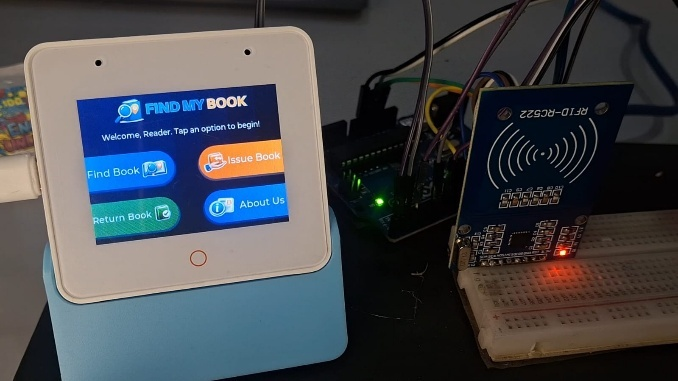 FIND MY BOOK
Welcome, Reader. Tap an option to begin!
Find Book
Issue Book
Return Book
About Us
RFID-RC522